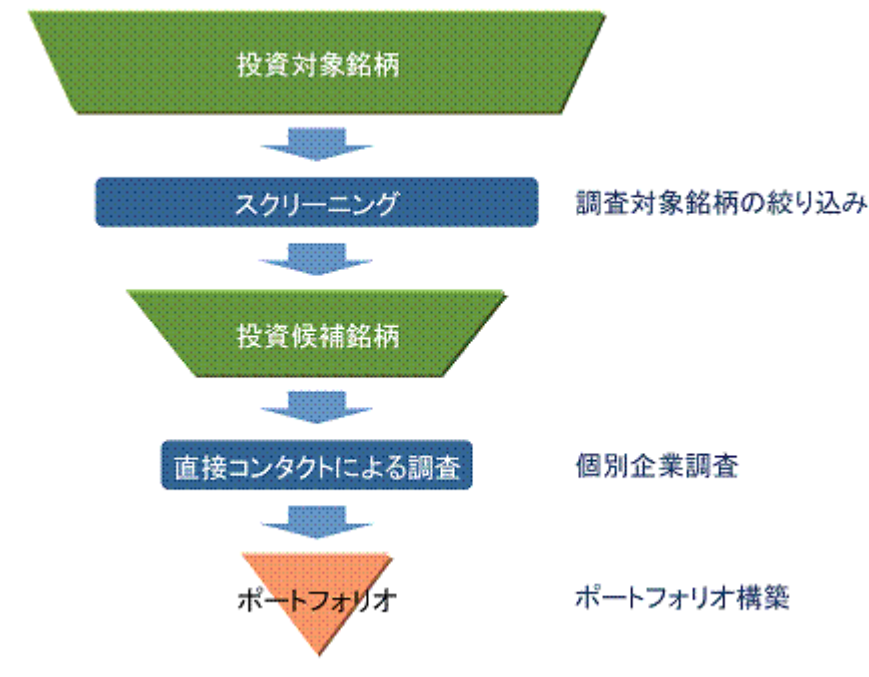 投資対象銘柄
スクリーニング
調査対象銘柄の絞り込み
投資候補銘柄
直接コンタクトによる調査
個別企業調査
ポートフォリオ
ポートフォリオ構築